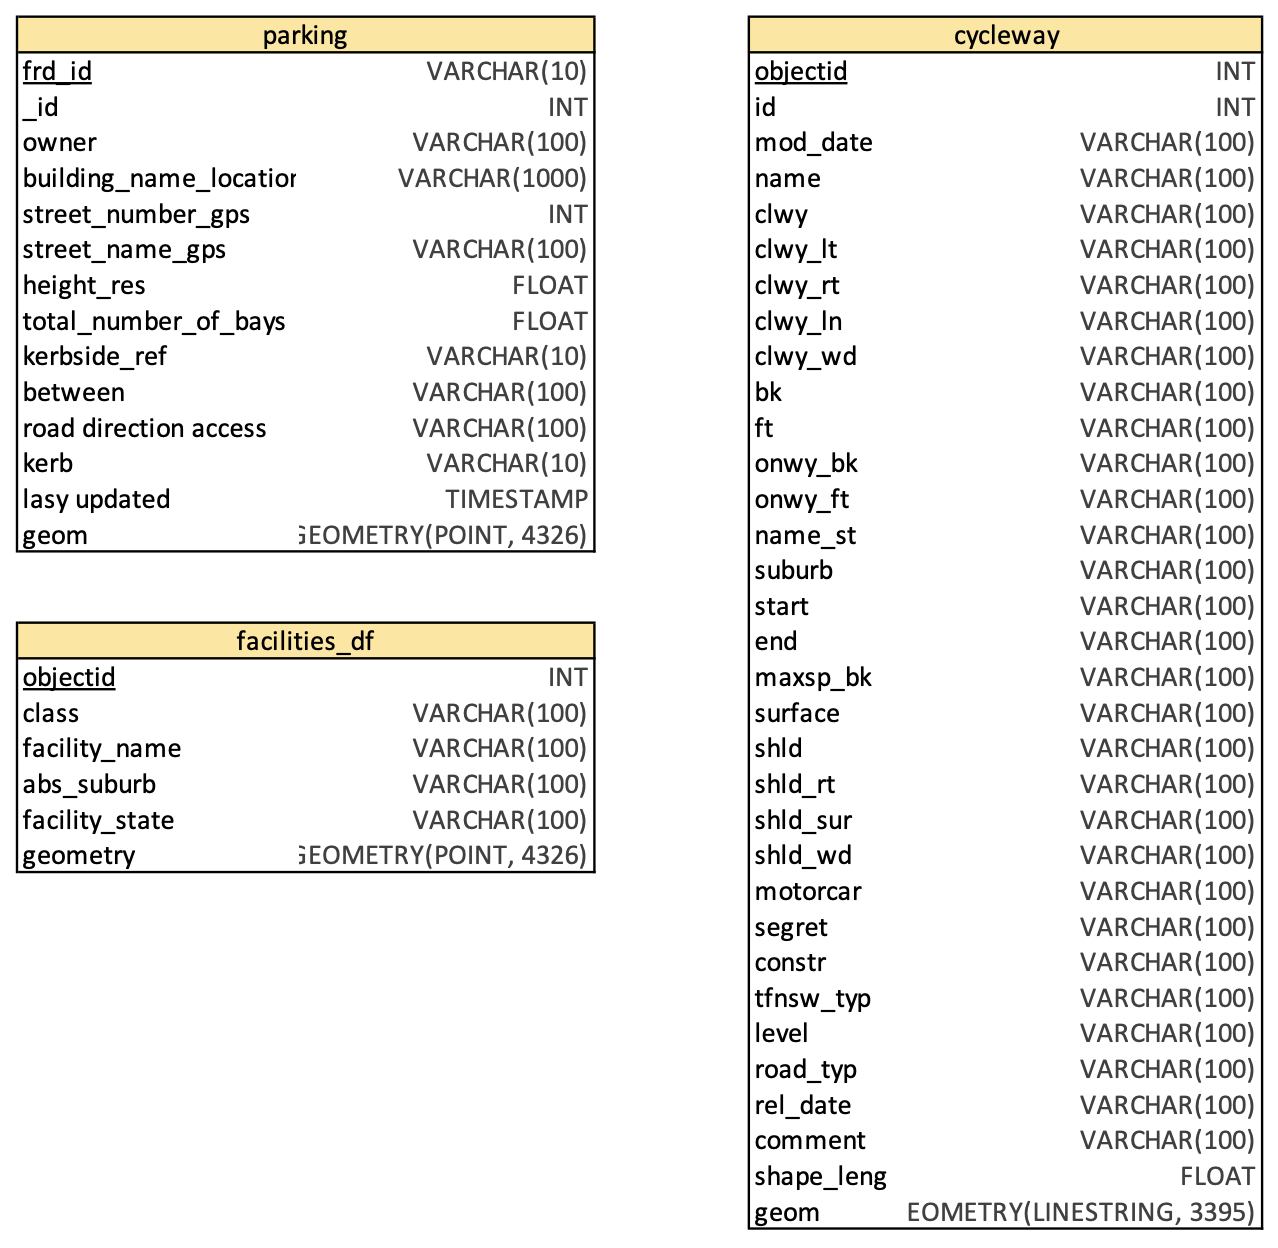 parking
frd_id VARCHAR(10)
_id INT
owner VARCHAR(100)
building_name_location VARCHAR(1000)
street_number_gps INT
street_name_gps VARCHAR(100)
height_res FLOAT
total_number_of_bays FLOAT
kerbside_ref VARCHAR(10)
between VARCHAR(100)
road direction access VARCHAR(100)
kerb VARCHAR(10)
lasy updated TIMESTAMP
geom GEOMETRY(POINT, 4326)
facilities_df
objectid INT
class VARCHAR(100)
facility_name VARCHAR(100)
abs_suburb VARCHAR(100)
facility_state VARCHAR(100)
geometry GEOMETRY(POINT, 4326)
cycleway
objectid INT
id INT
mod_date VARCHAR(100)
name VARCHAR(100)
clwy VARCHAR(100)
clwy_lt VARCHAR(100)
clwy_rt VARCHAR(100)
clwy_ln VARCHAR(100)
clwy_wd VARCHAR(100)
bk VARCHAR(100)
ft VARCHAR(100)
onwy_bk VARCHAR(100)
onwy_ft VARCHAR(100)
name_st VARCHAR(100)
suburb VARCHAR(100)
start VARCHAR(100)
end VARCHAR(100)
maxsp_bk VARCHAR(100)
surface VARCHAR(100)
shld VARCHAR(100)
shld_rt VARCHAR(100)
shld_sur VARCHAR(100)
shld_wd VARCHAR(100)
motorcar VARCHAR(100)
segret VARCHAR(100)
constr VARCHAR(100)
tfnsw_typ VARCHAR(100)
level VARCHAR(100)
road_typ VARCHAR(100)
rel_date VARCHAR(100)
comment VARCHAR(100)
shape_leng FLOAT
geom EOMETRY(LINESTRING, 3395)